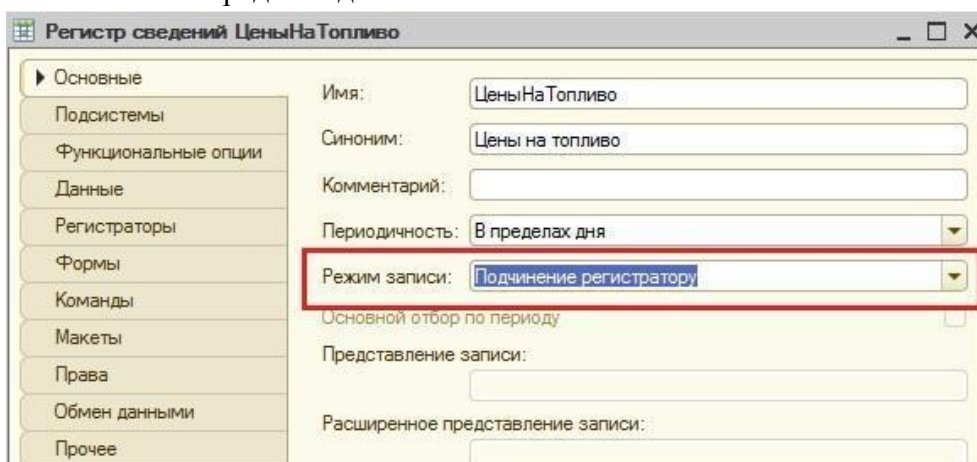 Регистр сведений ЦеныНаТопливо
Основные
Подсистемы
Функциональные опции
Данные
Регистраторы
Формы
Команды
Макеты
Права
Обмен данными
Прочее
Имя: ЦеныНаТопливо
Синоним: Цены на топливо
Комментарий:
Периодичность: В пределах дня
Режим записи: Подчинение регистратору
Основной отбор по периоду
Представление записи:
Расширенное представление записи: